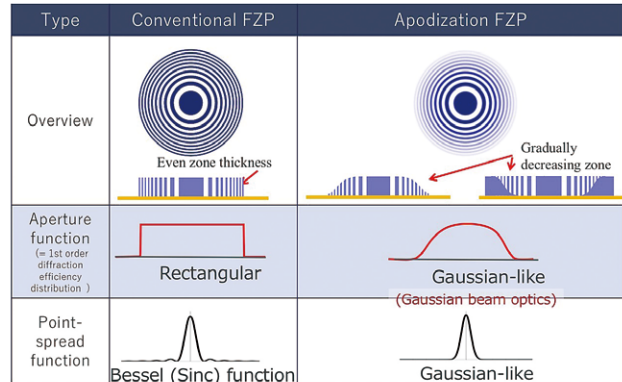 Type
Conventional FZP
Apodization FZP
Overview
Even zone thickness
Gradually
decreasing zone
Aperture
function
(= 1st order
diffraction
efficiency
distribution )
Rectangular
Gaussian-like
(Gaussian beam optics)
Point-
spread
function
Bessel (Sinc) function
Gaussian-like